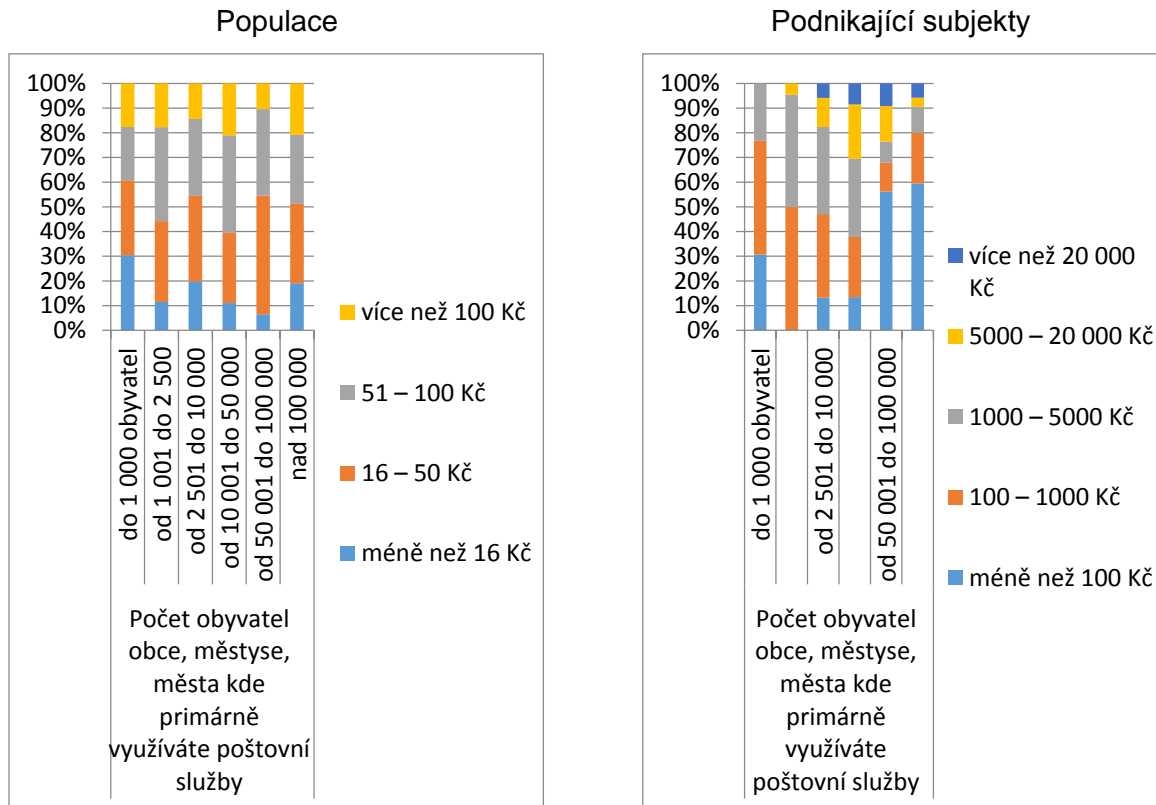 Populace
100%
90%
80%
70%
60%
50%
40%
30%
20%
10%
0%
do 1 000 obyvatel
od 1 001 do 2 500
od 2 501 do 10 000
od 10 001 do 50 000
od 50 001 do 100 000
nad 100 000
Počet obyvatel
obce, městyse,
města kde
primárně
využíváte poštovní
služby
více než 100 Kč
51 – 100 Kč
16 – 50 Kč
méně než 16 Kč
Podnikající subjekty
100%
90%
80%
70%
60%
50%
40%
30%
20%
10%
0%
do 1 000 obyvatel
od 2 501 do 10 000
od 50 001 do 100 000
Počet obyvatel
obce, městyse,
města kde
primárně
využíváte
poštovní služby
více než 20 000
Kč
5000 – 20 000 Kč
1000 – 5000 Kč
100 – 1000 Kč
méně než 100 Kč